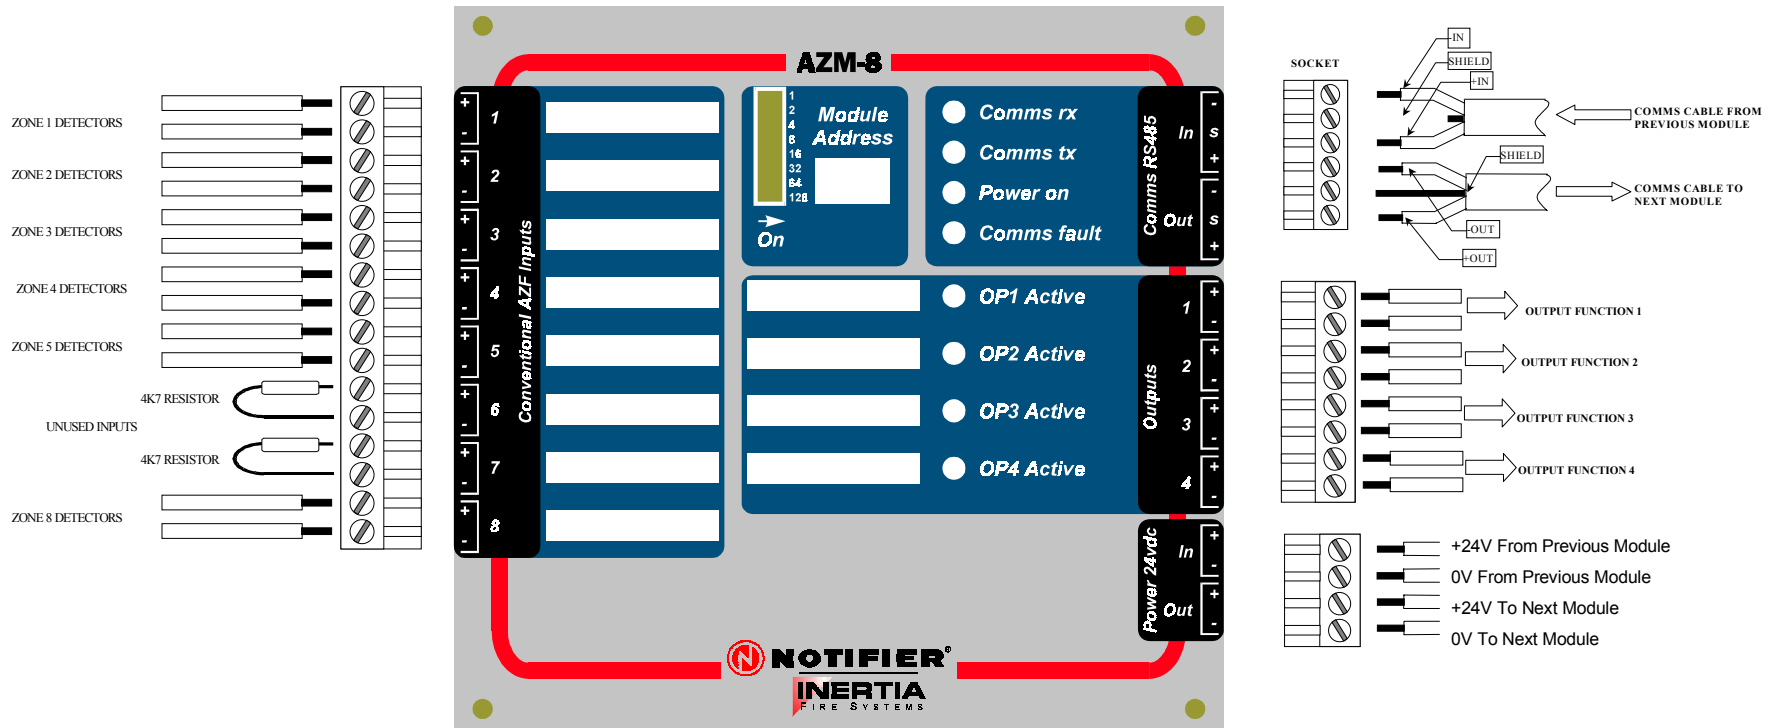 ZONE 1 DETECTORS
ZONE 2 DETECTORS
ZONE 3 DETECTORS
ZONE 4 DETECTORS
ZONE 5 DETECTORS
4K7 RESISTOR
UNUSED INPUTS
4K7 RESISTOR
ZONE 8 DETECTORS
AZM-8
Conventional AZF Inputs
+
-
1
+
-
2
+
-
3
+
-
4
+
-
5
+
-
6
+
-
7
+
-
8
1
2
4
8
16
32
64
128
On
Module
Address
Comms rx
Comms tx
Power on
Comms fault
Comms RS485
In
-
s
+
Out
-
s
+
OP1 Active
OP2 Active
OP3 Active
OP4 Active
Outputs
1
+
-
2
+
-
3
+
-
4
+
-
Power 24vdc
In
+
-
Out
+
-
NOTIFIER®
INERTIA
FIRE SYSTEMS
SOCKET
-IN
SHIELD
+IN
COMMS CABLE FROM
PREVIOUS MODULE
SHIELD
COMMS CABLE TO
NEXT MODULE
-OUT
+OUT
OUTPUT FUNCTION 1
OUTPUT FUNCTION 2
OUTPUT FUNCTION 3
OUTPUT FUNCTION 4
+24V From Previous Module
0V From Previous Module
+24V To Next Module
0V To Next Module